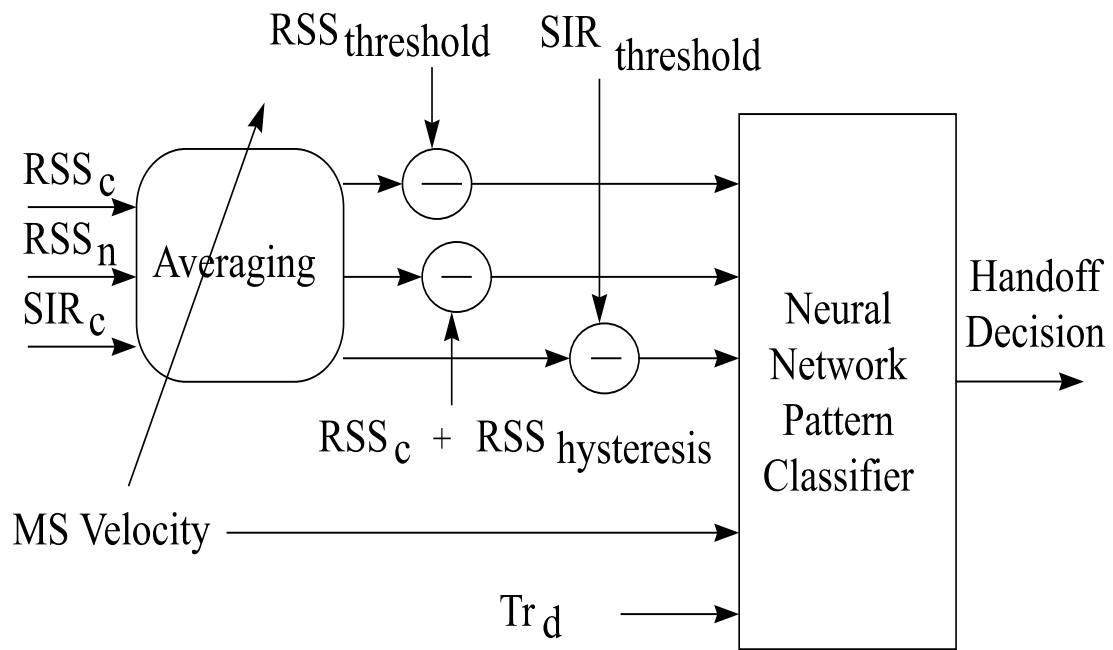 RSS threshold
SIR threshold
RSS c
RSS n
SIR c
Averaging
RSS c + RSS hysteresis
MS Velocity
Tr d
Neural
Network
Pattern
Classifier
Handoff
Decision